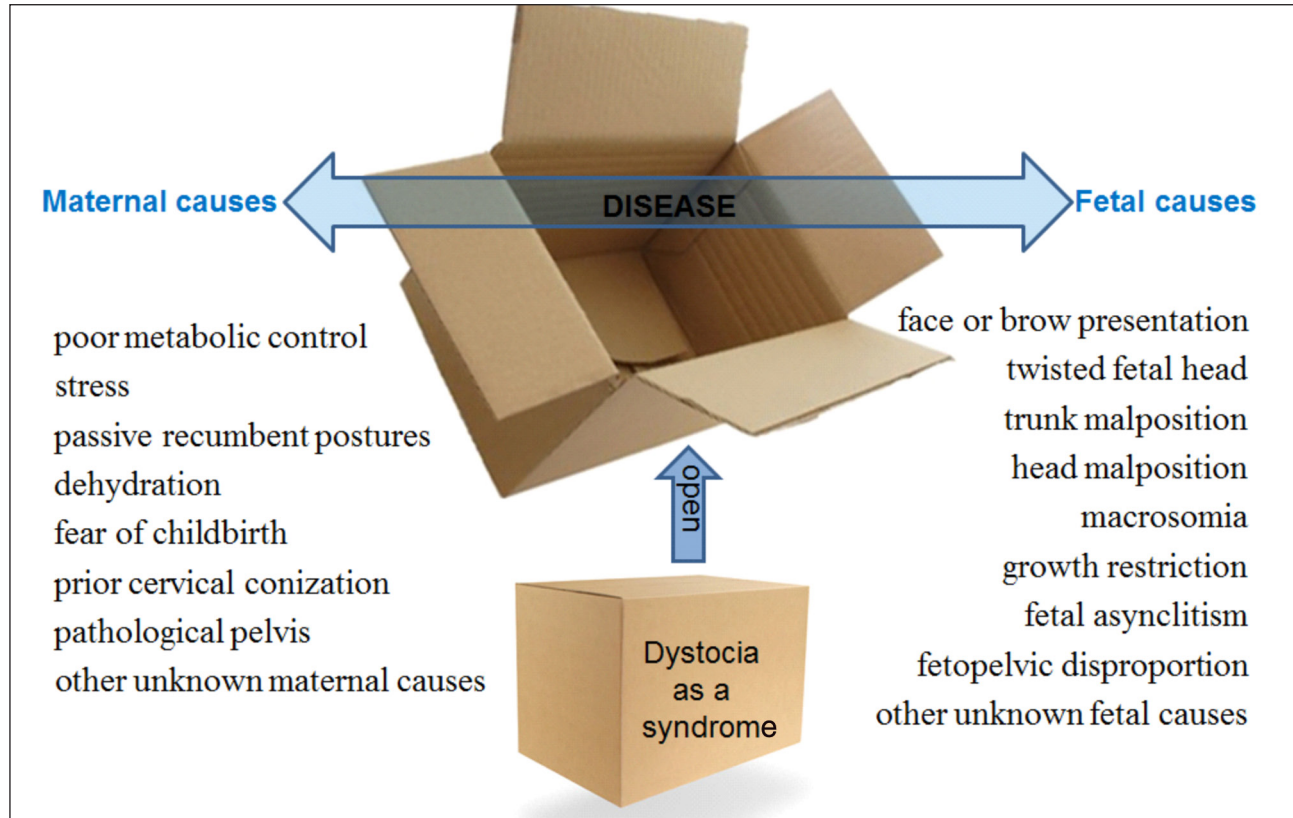 Maternal causes
DISEASE
Fetal causes
poor metabolic control
stress
passive recumbent postures
dehydration
fear of childbirth
prior cervical conization
pathological pelvis
other unknown maternal causes
face or brow presentation
twisted fetal head
trunk malposition
head malposition
macrosomia
growth restriction
fetal asynclitism
fetopelvic disproportion
other unknown fetal causes
open
Dystocia
as a
syndrome